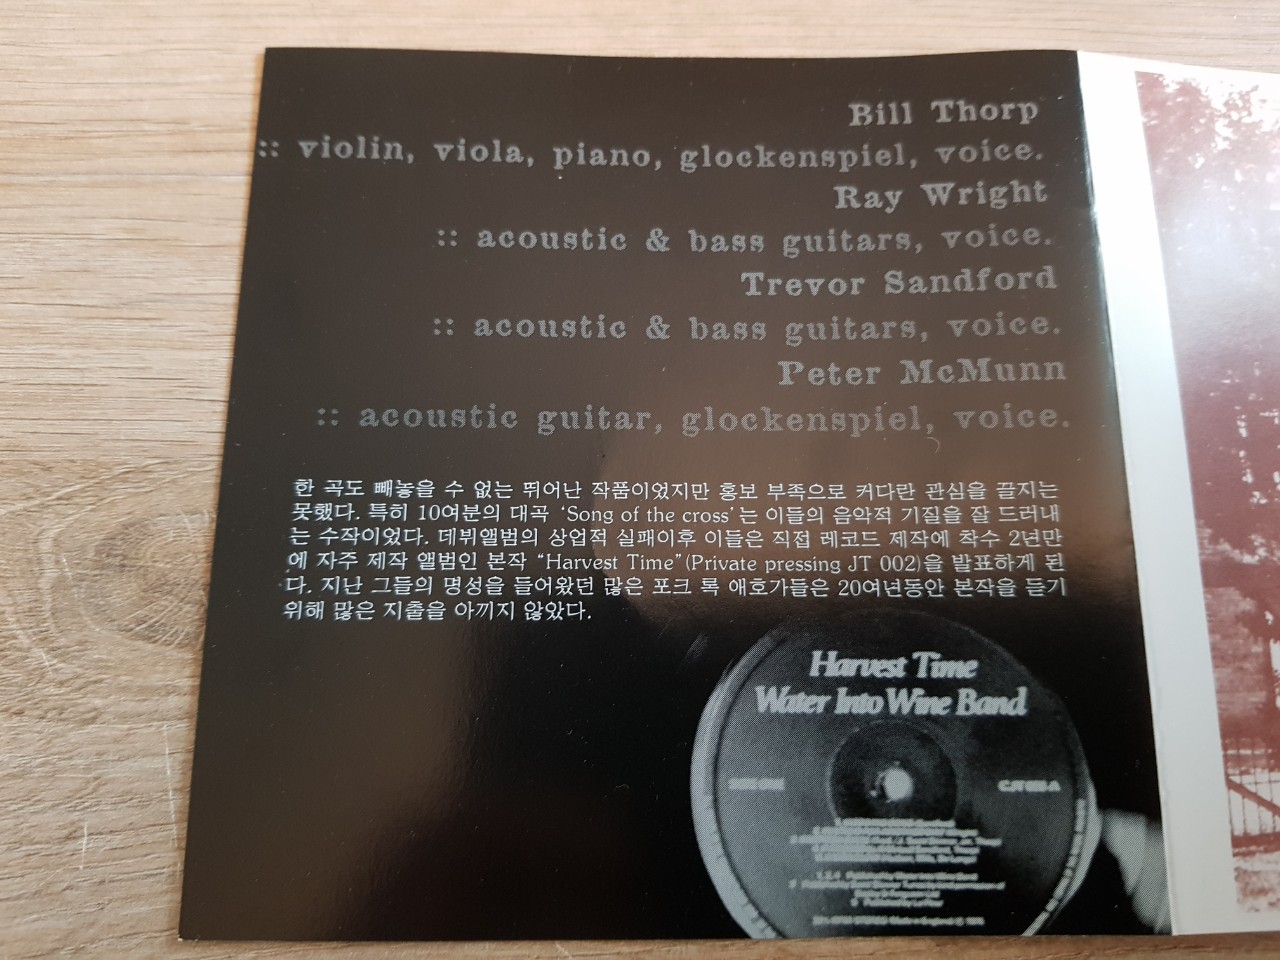 Bill Thorp
:: violin, viola, piano, glockenspiel, voice.
Ray Wright
:: acoustic & bass guitars, voice.
Trevor Sandford
:: acoustic & bass guitars, voice.
Peter McMunn
:: acoustic guitar, glockenspiel, voice.
한 곡도 빼놓을 수 없는 뛰어난 작품이었지만 홍보 부족으로 커다란 관심을 끌지는
못했다. 특히 10여분의 대곡 ‘Song of the cross’는 이들의 음악적 기질을 잘 드러내
는 수작이었다. 데뷔앨범의 상업적 실패이후 이들은 직접 레코드 제작에 착수 2년만
에 자주 제작 앨범인 본작 “Harvest Time”(Private pressing JT 002)을 발표하게 된
다. 지난 그들의 명성을 들어왔던 많은 포크 록 애호가들은 20여년동안 본작을 듣기
위해 많은 지출을 아끼지 않았다.
Harvest Time
Water Into Wine Band